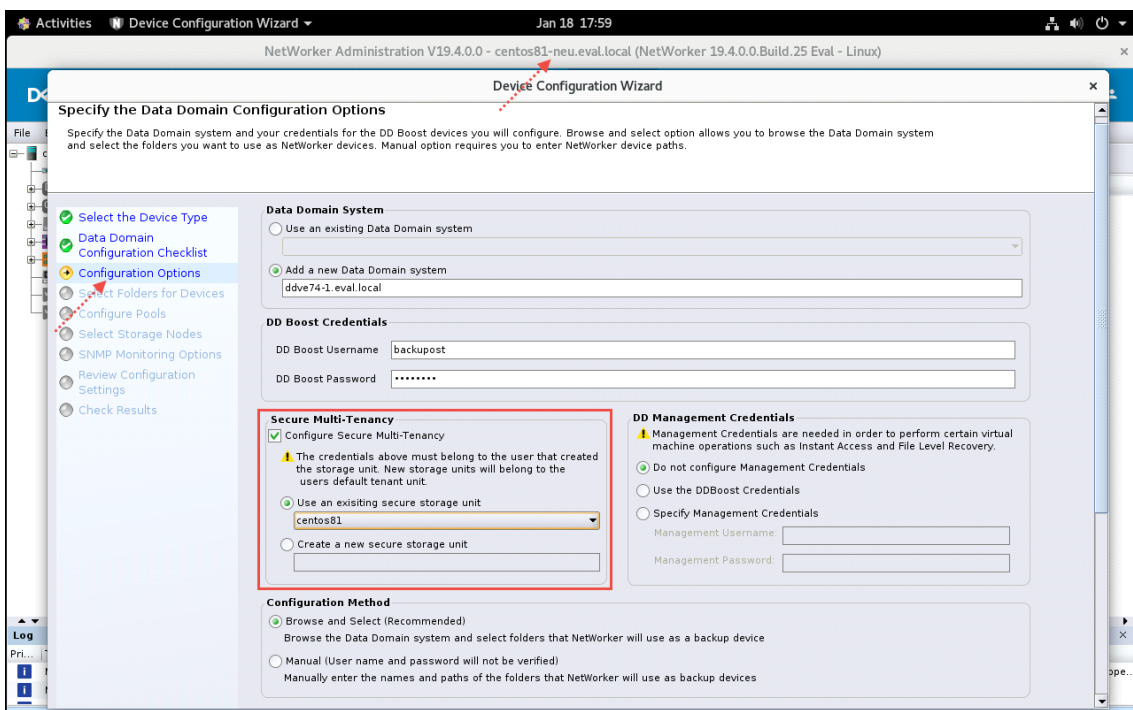 Activities
Device Configuration Wizard
Jan 18 17:59
NetWorker Administration V19.4.0.0 - centos81-neu.eval.local (NetWorker 19.4.0.0.Build.25 Eval - Linux)
Device Configuration Wizard
Specify the Data Domain Configuration Options
Specify the Data Domain system and your credentials for the DD Boost devices you will configure. Browse and select option allows you to browse the Data Domain system
and select the folders you want to use as NetWorker devices. Manual option requires you to enter NetWorker device paths.
File
Select the Device Type
Data Domain
Configuration Checklist
Configuration Options
Select Folders for Devices
Configure Pools
Select Storage Nodes
SNMP Monitoring Options
Review Configuration
Settings
Check Results
Data Domain System
Use an existing Data Domain system
Add a new Data Domain system
ddve74-1.eval.local
DD Boost Credentials
DD Boost Username
backupost
DD Boost Password
••••••••
Secure Multi-Tenancy
Configure Secure Multi-Tenancy
The credentials above must belong to the user that created
the storage unit. New storage units will belong to the
users default tenant unit.
Use an exisiting secure storage unit
centos81
Create a new secure storage unit
DD Management Credentials
Management Credentials are needed in order to perform certain virtual
machine operations such as Instant Access and File Level Recovery.
Do not configure Management Credentials
Use the DDBoost Credentials
Specify Management Credentials
Management Username:
Management Password:
Configuration Method
Browse and Select (Recommended)
Browse the Data Domain system and select folders that NetWorker will use as a backup device
Manual (User name and password will not be verified)
Manually enter the names and paths of the folders that NetWorker will use as backup devices
Log
Pri...